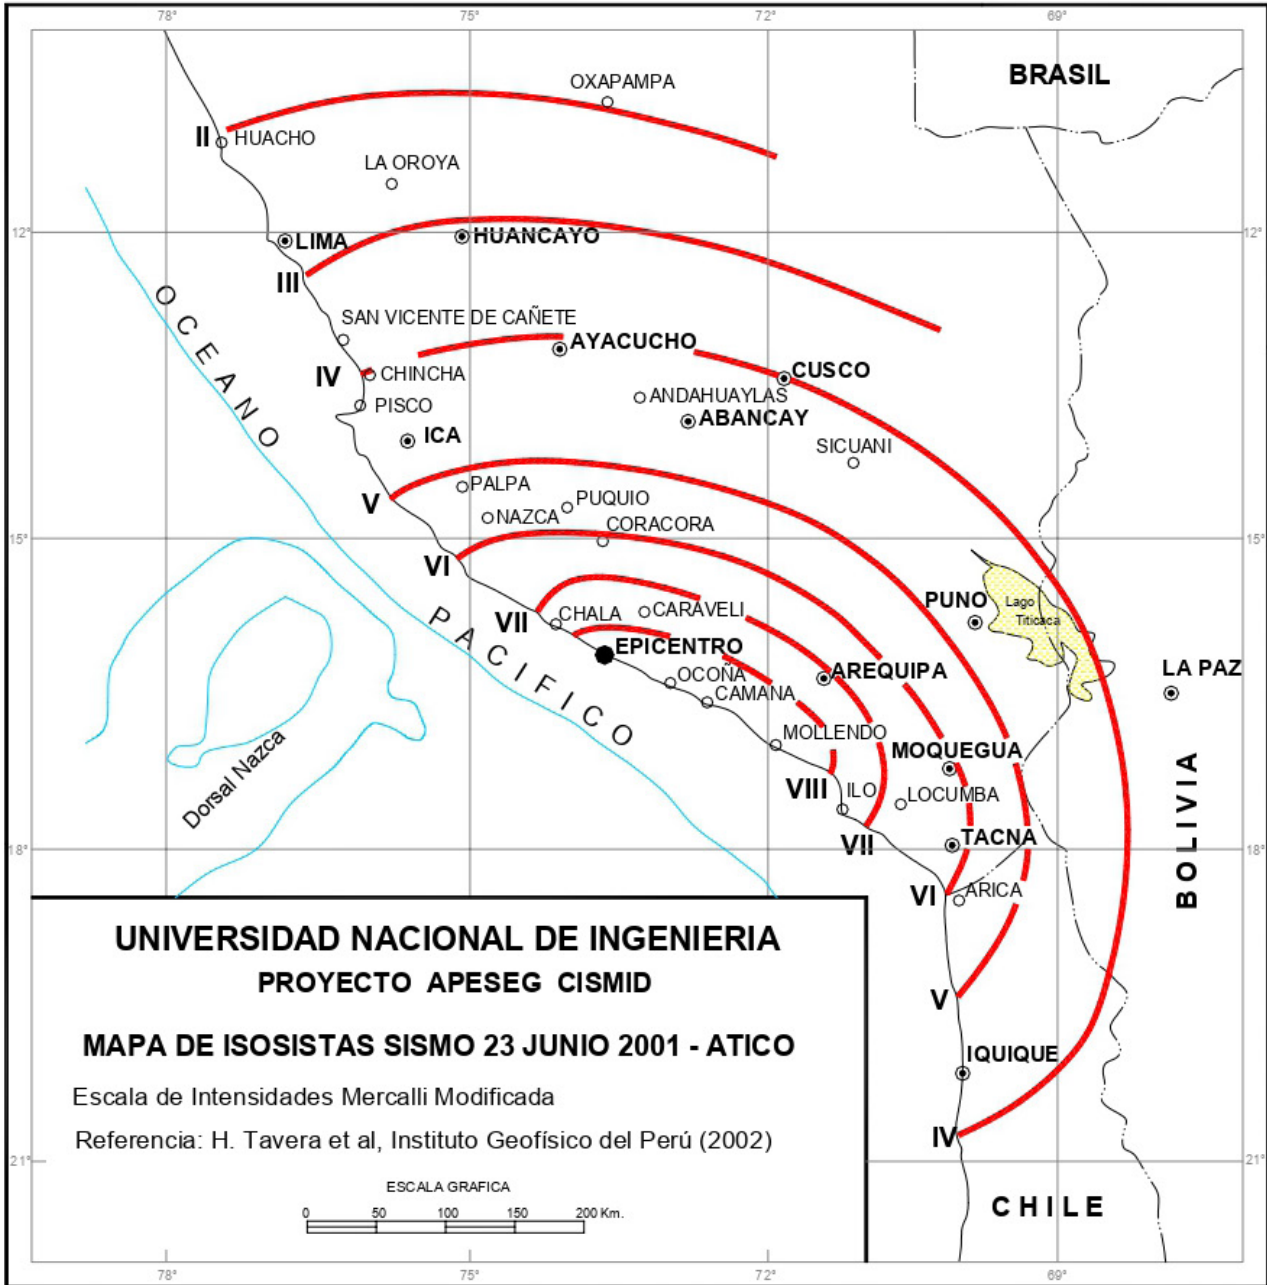 78° 75° 72° 69°
BRASIL
OXAPAMPA
II HUACHO
LA OROYA
12° LIMA HUANCAYO 12°
III
OCEANO PACIFICO
SAN VICENTE DE CAÑETE
AYACUCHO
IV CHINCHA
CUSCO
PISCO
ANDAHUAYLAS
ABANCAY
ICA
SICUANI
V PALPA
PUQUIO
NAZCA
CORACORA
15° 15°
VI
PUNO
Lago
Titicaca
VII CHALA
CARAVELI
EPICENTRO
AREQUIPA
LA PAZ
OCOÑA
CAMANA
MOLLENDO
MOQUEGUA
VIII ILO
LOCUMBA
Dorsal Nazca
BOLIVIA
VII
TACNA
18° 18°
VI ARICA
V
IQUIQUE
IV
21° 21°
CHILE
UNIVERSIDAD NACIONAL DE INGENIERIA
PROYECTO APESEG CISMID
MAPA DE ISOSISTAS SISMO 23 JUNIO 2001 - ATICO
Escala de Intensidades Mercalli Modificada
Referencia: H. Tavera et al, Instituto Geofísico del Perú (2002)
ESCALA GRAFICA
0 50 100 150 200 Km.
78° 75° 72° 69°